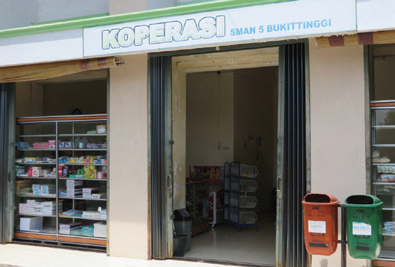 KOPERASI SMAN 5 BUKITTINGGI